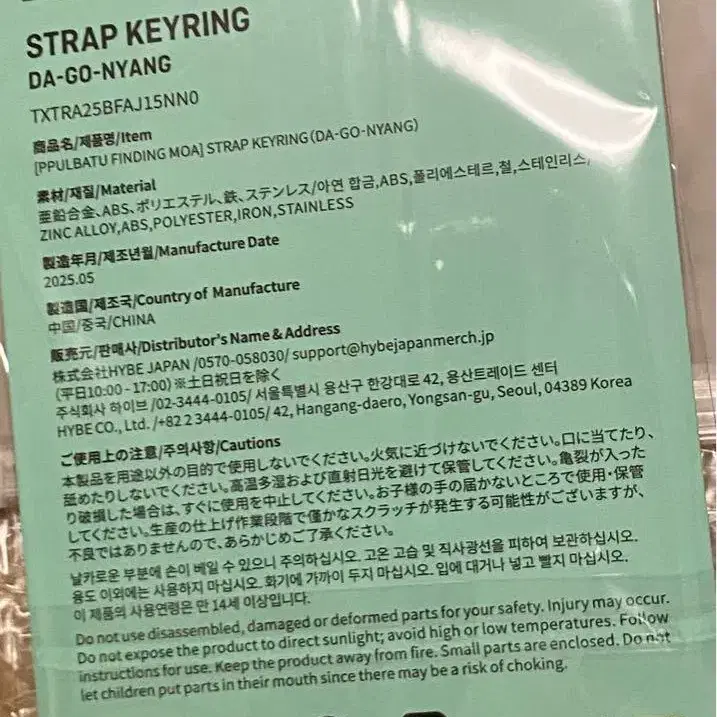 STRAP KEYRING
DA-GO-NYANG
TXTRA25BFAJ15NN0
商品名/제품명/Item
[PPULBATU FINDING MOA] STRAP KEYRING(DA-GO-NYANG)
素材/재질/Material
亜鉛合金、ABS、ポリエステル、鉄、ステンレス/아연 합금,ABS,폴리에스테르,철,스테인리스/
ZINC ALLOY,ABS,POLYESTER,IRON,STAINLESS
製造年月/제조년월/Manufacture Date
2025.05
製造国/제조국/Country of Manufacture
中国/중국/CHINA
販売元/판매사/Distributor's Name & Address
株式会社HYBE JAPAN /0570-058030/ support@hybejapanmerch.jp
(平日10:00 - 17:00) ※土日祝日を除く
주식회사 하이브 /02-3444-0105/ 서울특별시 용산구 한강대로 42, 용산트레이드 센터
HYBE CO., Ltd. /+82 2 3444-0105/ 42, Hangang-daero, Yongsan-gu, Seoul, 04389 Korea
ご使用上の注意/주의사항/Cautions
本製品を用途以外の目的で使用しないでください。火気に近づけないでください。口に当てたり、
舐めたりしないでください。高温多湿および直射日光を避けて保管してください。亀裂が入った
り破損した場合は、すぐに使用を中止してください。お子様の手の届かないところで使用・保管
してください。生産の仕上げ作業段階で僅かなスクラッチが発生する可能性がございますが、
不良ではありませんので、あらかじめご了承ください。
날카로운 부분에 손이 베일 수 있으니 주의하십시오. 고온 고습 및 직사광선을 피하여 보관하십시오.
용도 이외에는 사용하지 마십시오. 화기에 가까이 두지 마십시오. 입에 대거나 넣고 빨지 마십시오.
이 제품의 사용연령은 만 14세 이상입니다.
Do not use disassembled, damaged or deformed parts for your safety. Injury may occur.
Do not expose the product to direct sunlight; avoid high or low temperatures. Follow
instructions for use. Keep the product away from fire. Small parts are enclosed. Do not
let children put parts in their mouth since there may be a risk of choking.